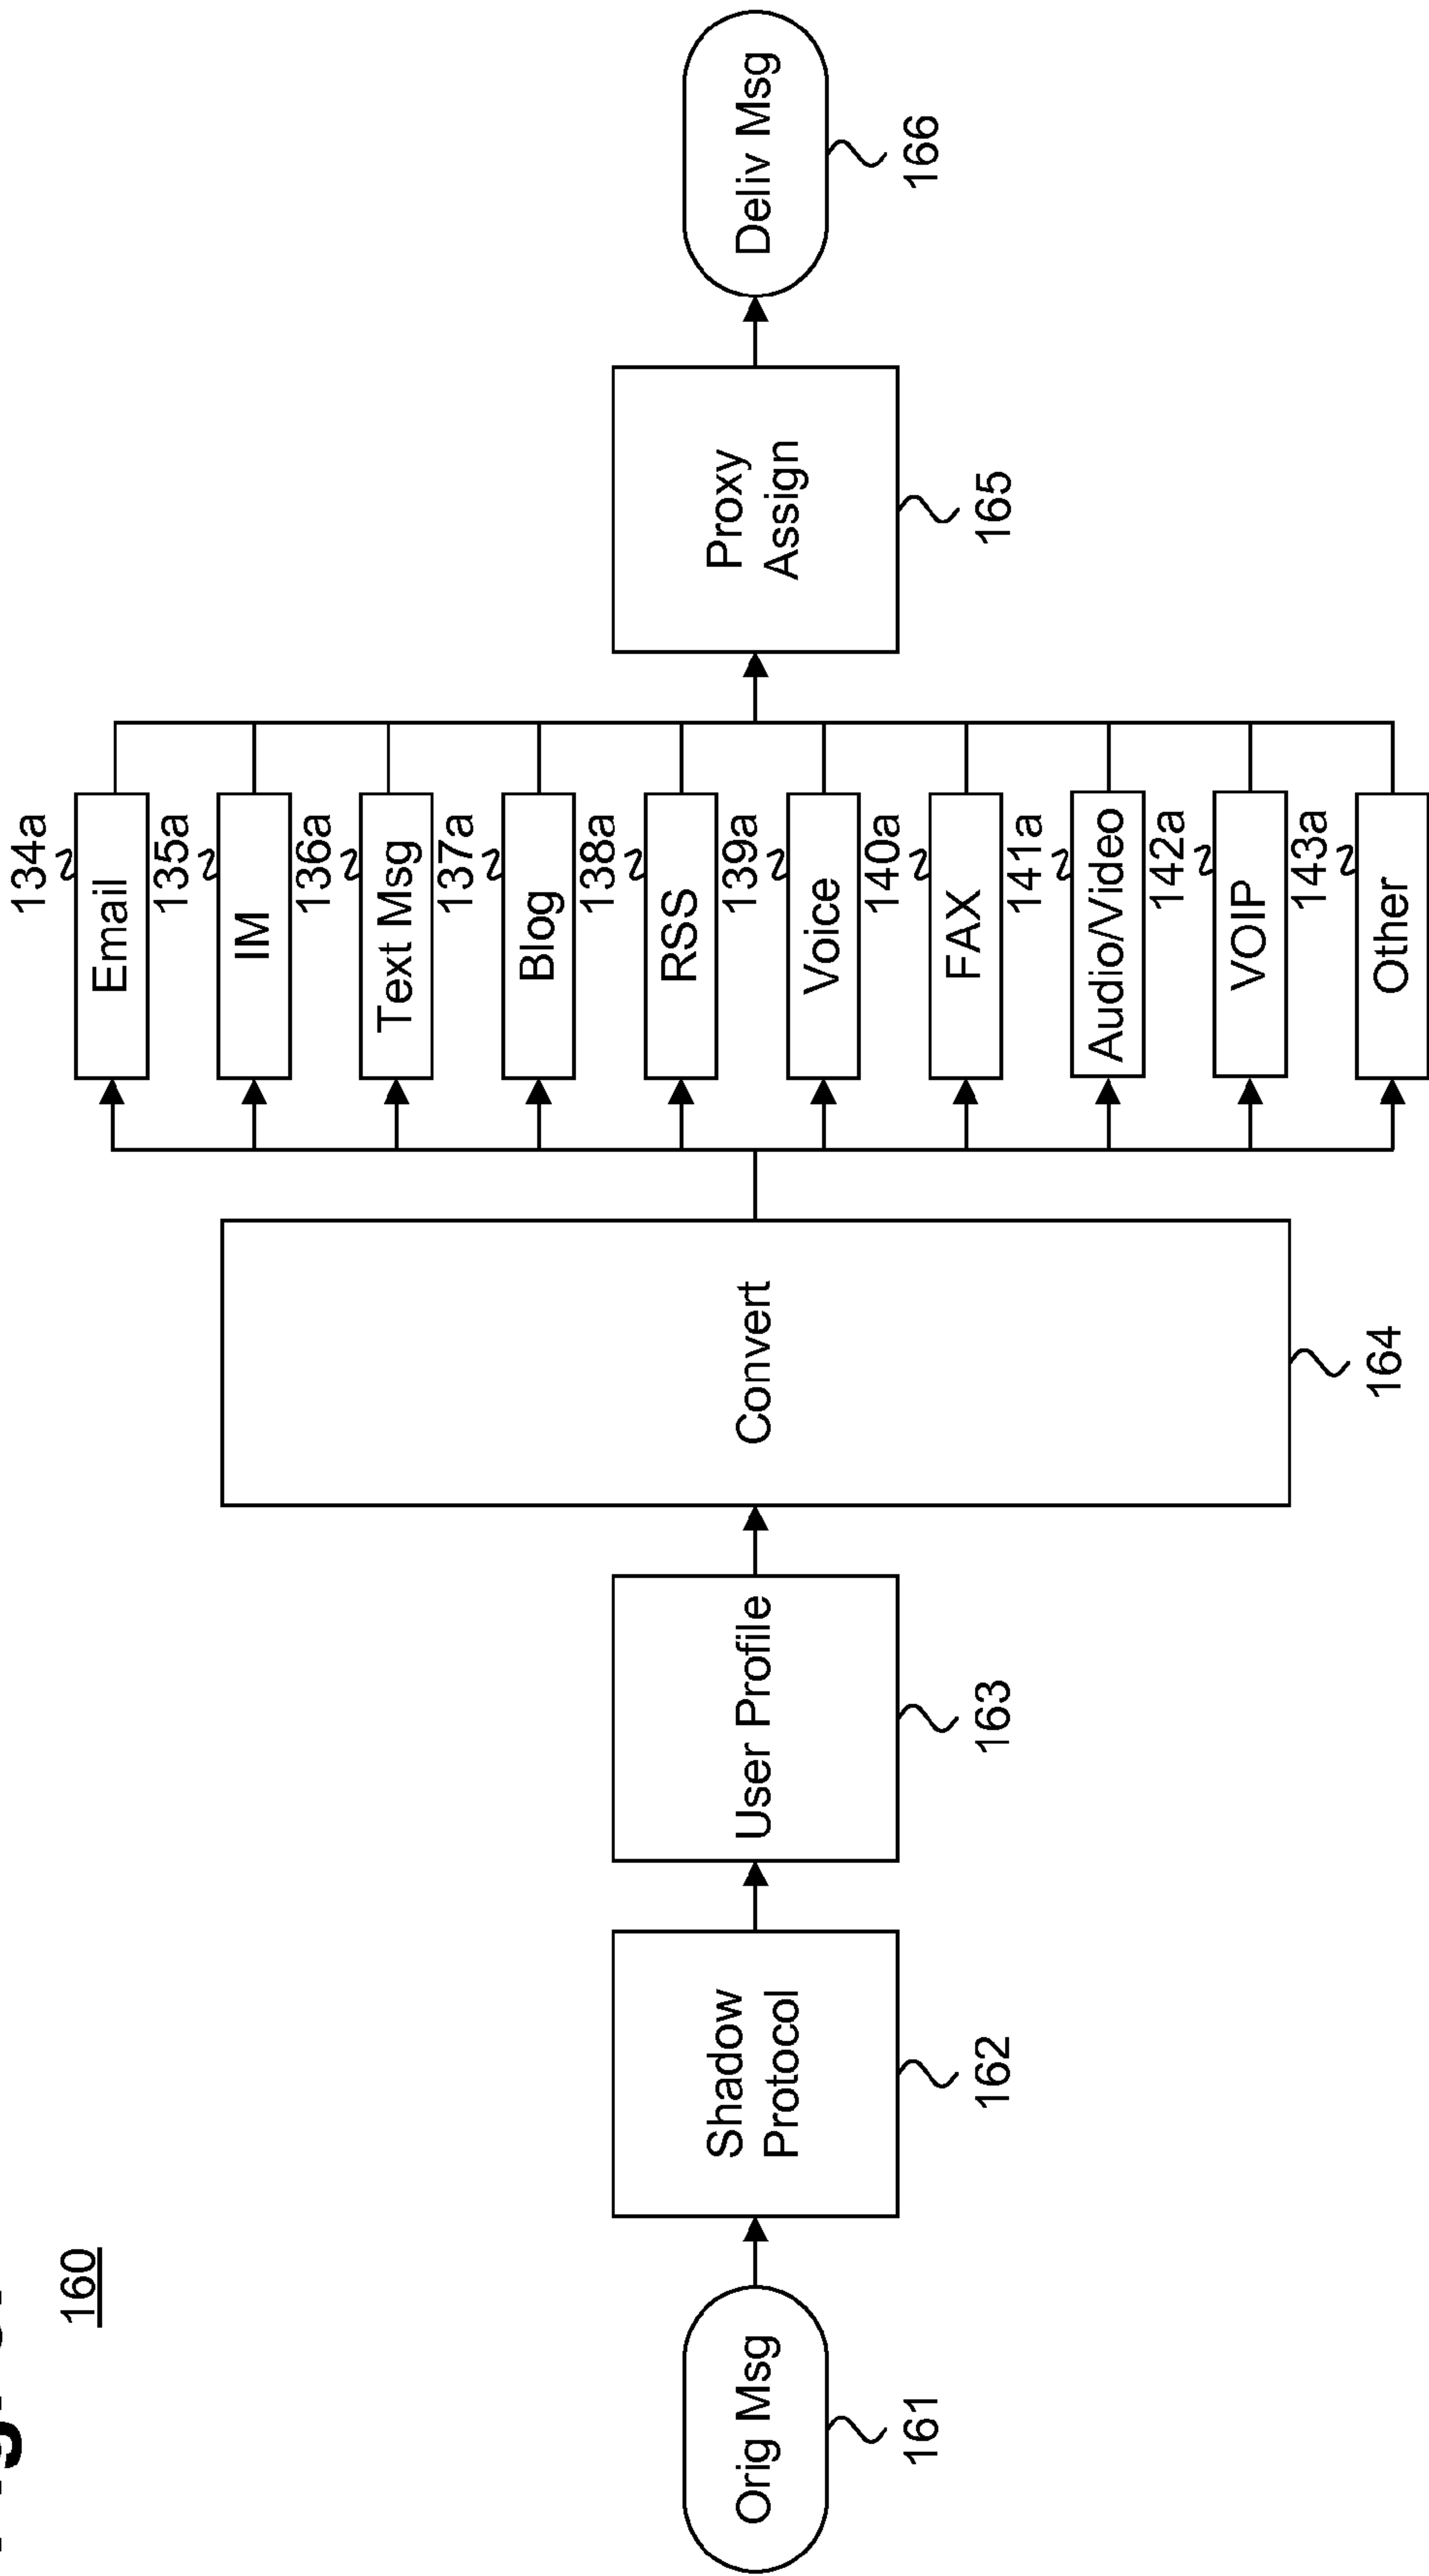 160
Orig Msg
161
Shadow
Protocol
162
User Profile
163
Convert
164
134a
Email
135a
IM
136a
Text Msg
137a
Blog
138a
RSS
139a
Voice
140a
FAX
141a
Audio/Video
142a
VOIP
143a
Other
Proxy
Assign
165
Deliv Msg
166